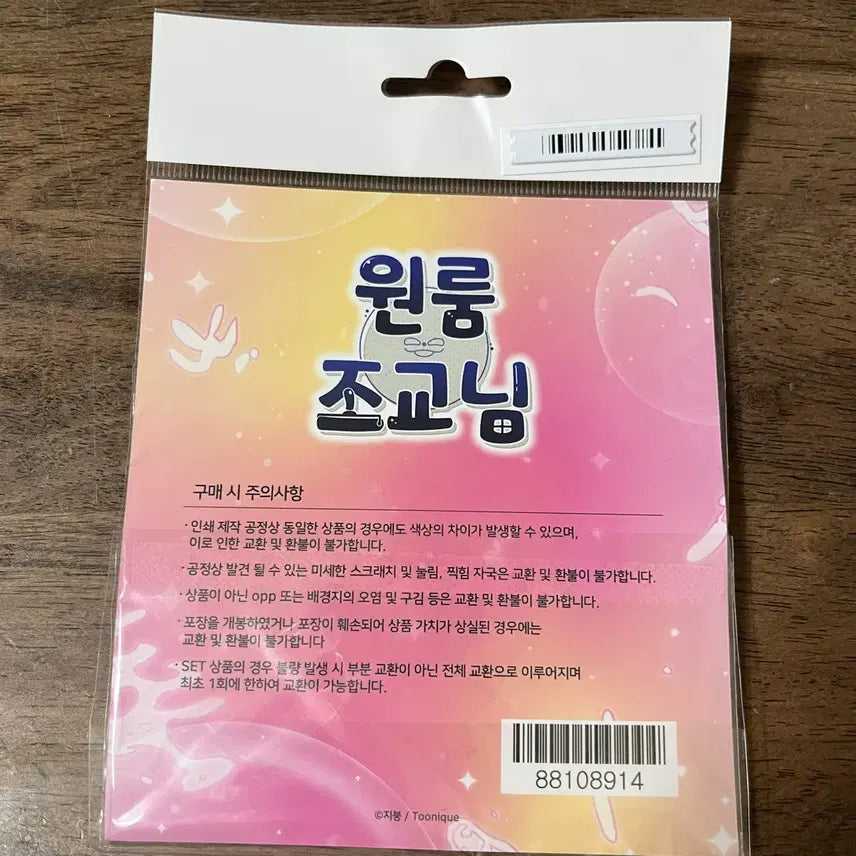 원룸
조교님
구매 시 주의사항
· 인쇄 제작 공정상 동일한 상품의 경우에도 색상의 차이가 발생할 수 있으며,
이로 인한 교환 및 환불이 불가합니다.
· 공정상 발견 될 수 있는 미세한 스크래치 및 눌림, 찍힘 자국은 교환 및 환불이 불가합니다.
· 상품이 아닌 opp 또는 배경지의 오염 및 구김 등은 교환 및 환불이 불가합니다.
· 포장을 개봉하였거나 포장이 훼손되어 상품 가치가 상실된 경우에는
교환 및 환불이 불가합니다
· SET 상품의 경우 불량 발생 시 부분 교환이 아닌 전체 교환으로 이루어지며
최초 1회에 한하여 교환이 가능합니다.
88108914
©지붕 / Toonique